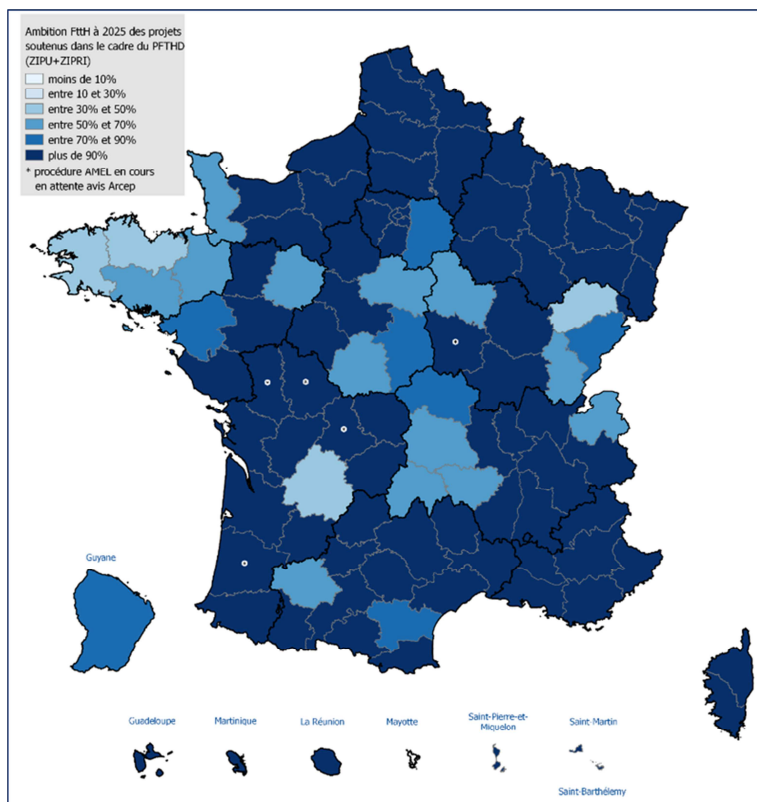 Ambition FttH à 2025 des projets
soutenus dans le cadre du PFTHD
(ZIPU+ZIPRI)
moins de 10%
entre 10 et 30%
entre 30% et 50%
entre 50% et 70%
entre 70% et 90%
plus de 90%
* procédure AMEL en cours
en attente avis Arcep
Guyane
Guadeloupe
Martinique
La Réunion
Mayotte
Saint-Pierre-et-
Miquelon
Saint-Martin
Saint-Barthélemy